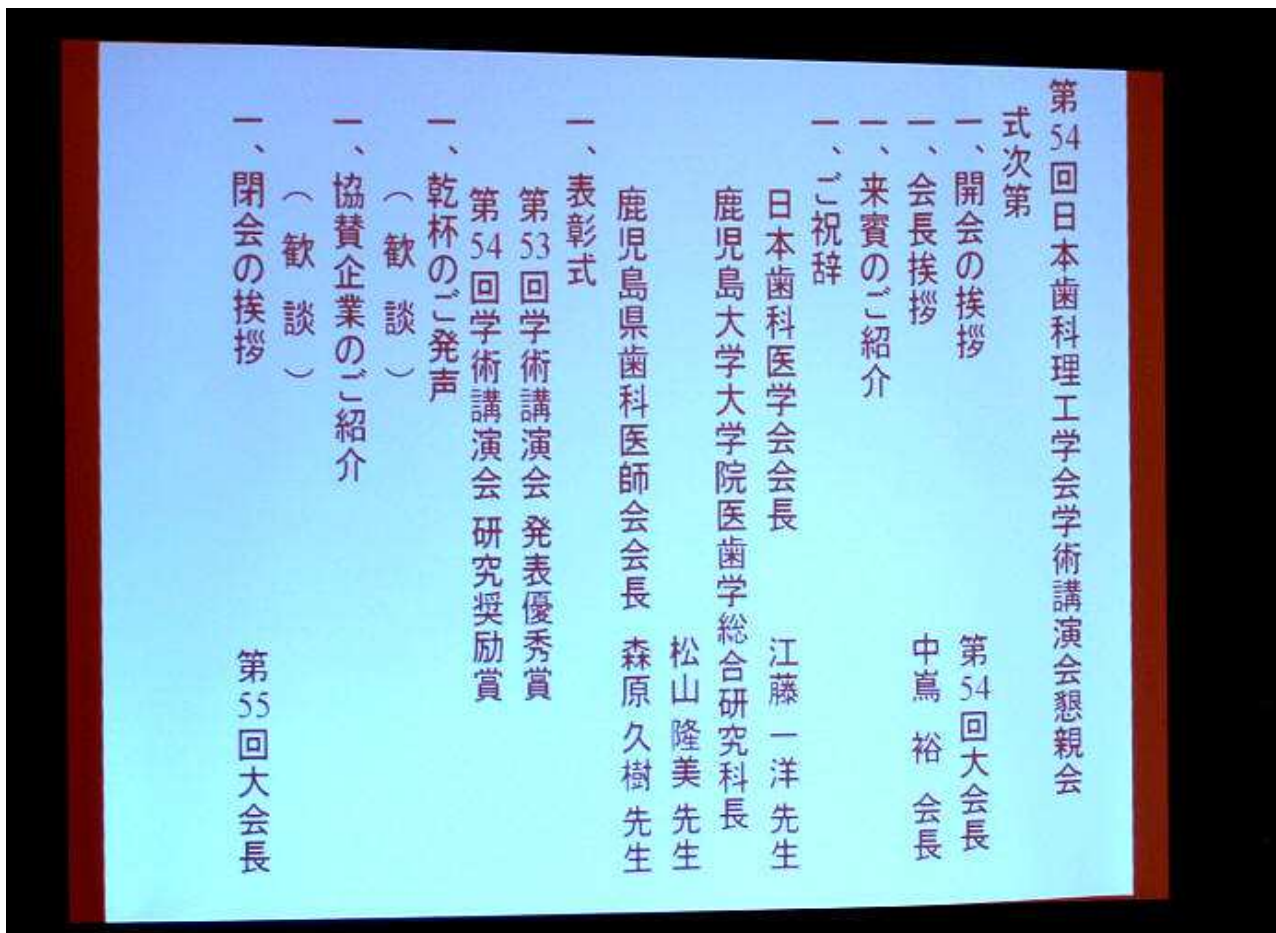 第54回日本歯科理工学会学術講演会懇親会
式次第
一、開会の挨拶 第54回大会長
一、会長挨拶 中嶌 裕 会長
一、来賓のご紹介
一、ご祝辞
日本歯科医学会会長 江藤 一洋 先生
鹿児島大学大学院医歯学総合研究科長
松山 隆美 先生
鹿児島県歯科医師会会長 森原 久樹 先生
一、表彰式
第53回学術講演会 発表優秀賞
第54回学術講演会 研究奨励賞
一、乾杯のご発声
（ 歓 談 ）
一、協賛企業のご紹介
（ 歓 談 ）
一、閉会の挨拶 第55回大会長